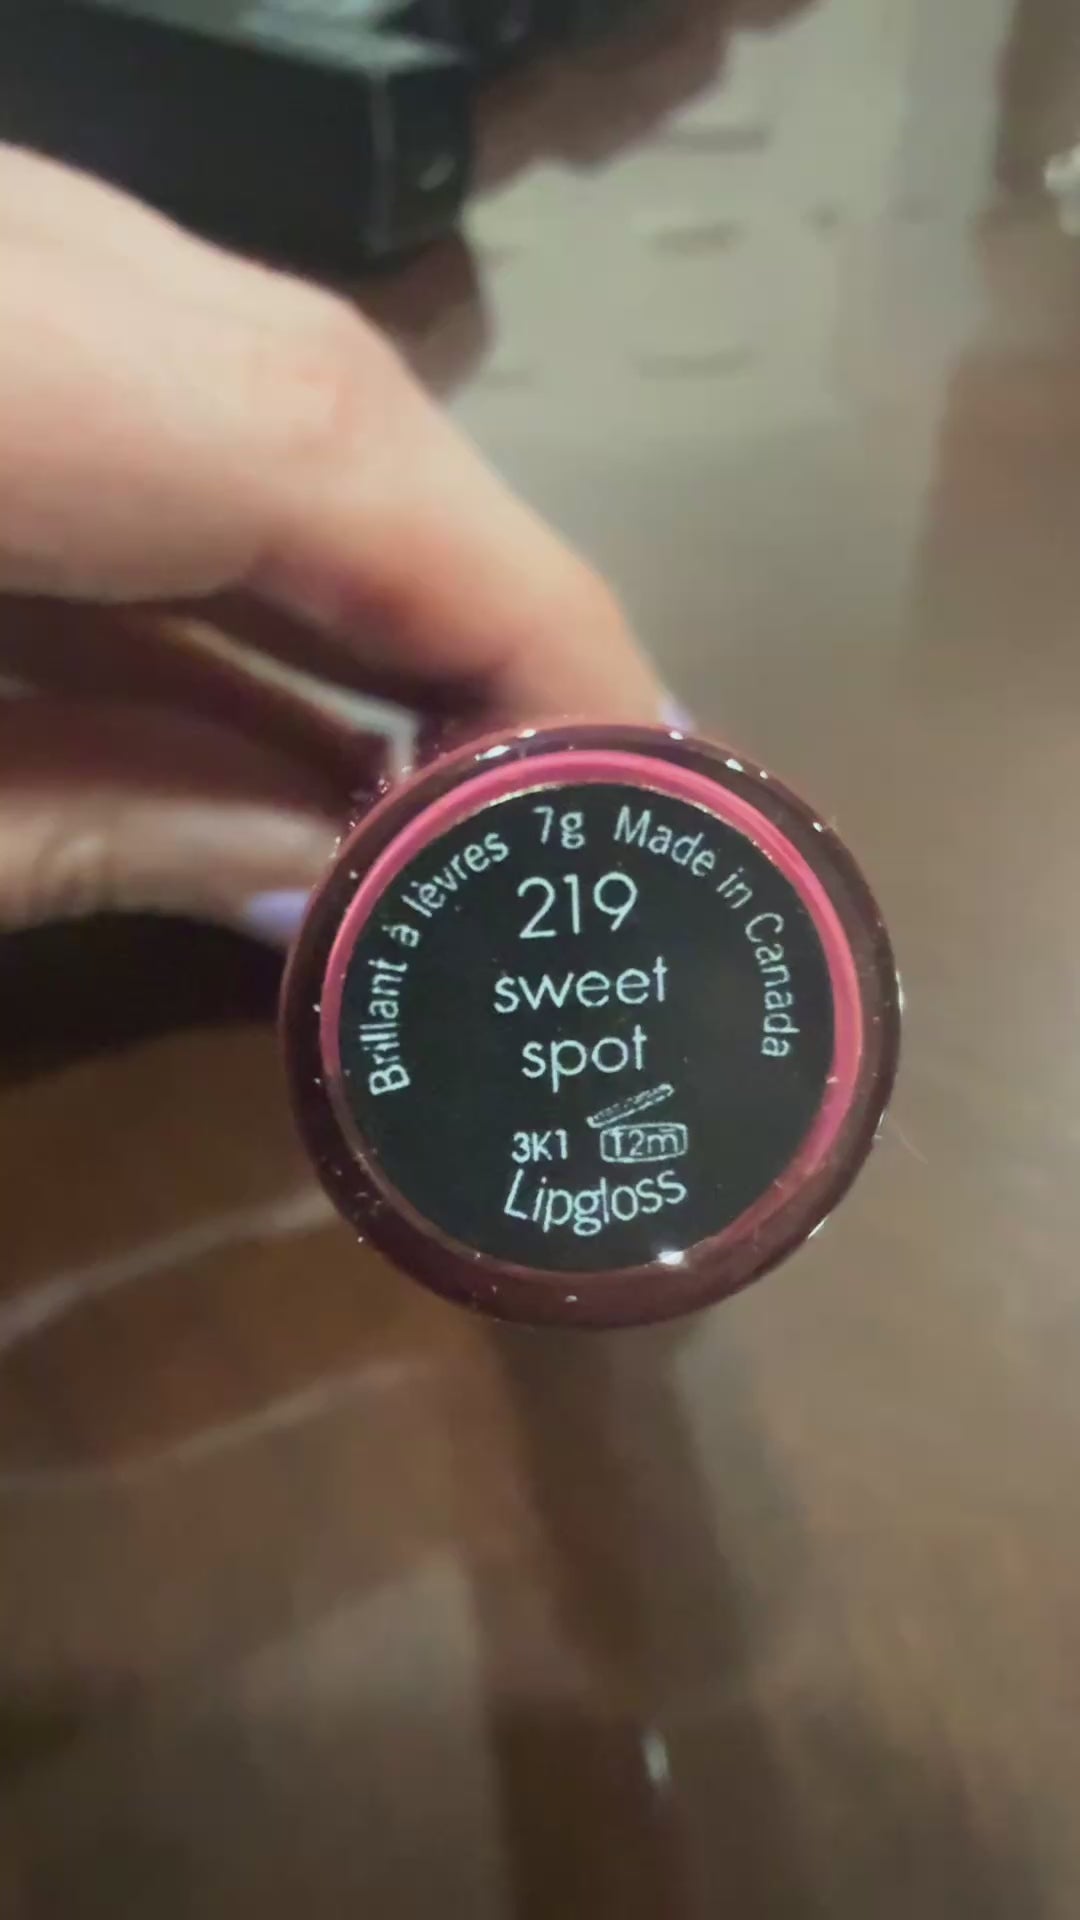 Brillant à lèvres 7g Made in Canada
219
sweet
spot
3K1 12m
Lipgloss